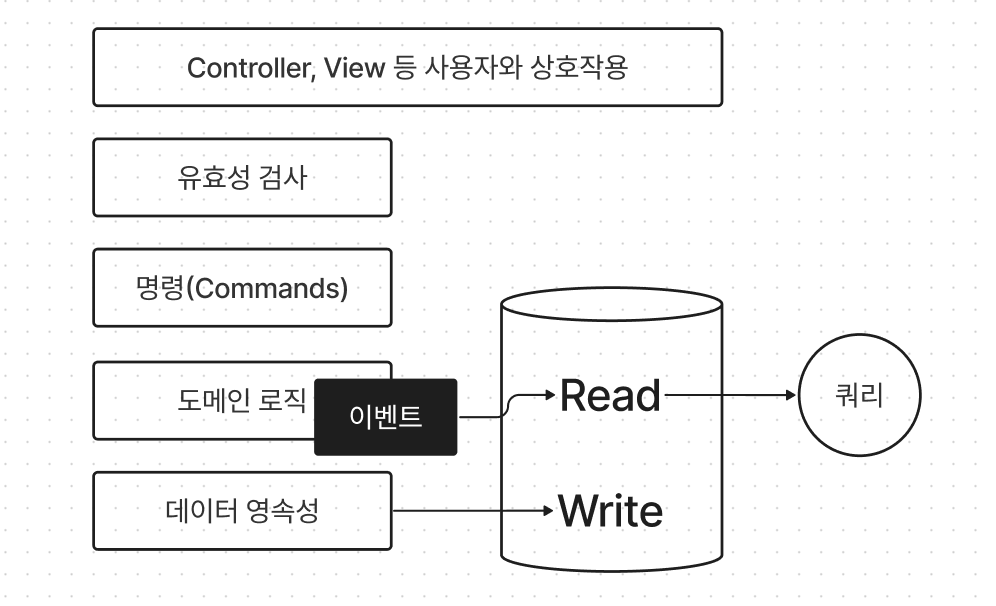 Controller, View 등 사용자와 상호작용
유효성 검사
명령(Commands)
도메인 로직
이벤트
Read
쿼리
데이터 영속성
Write